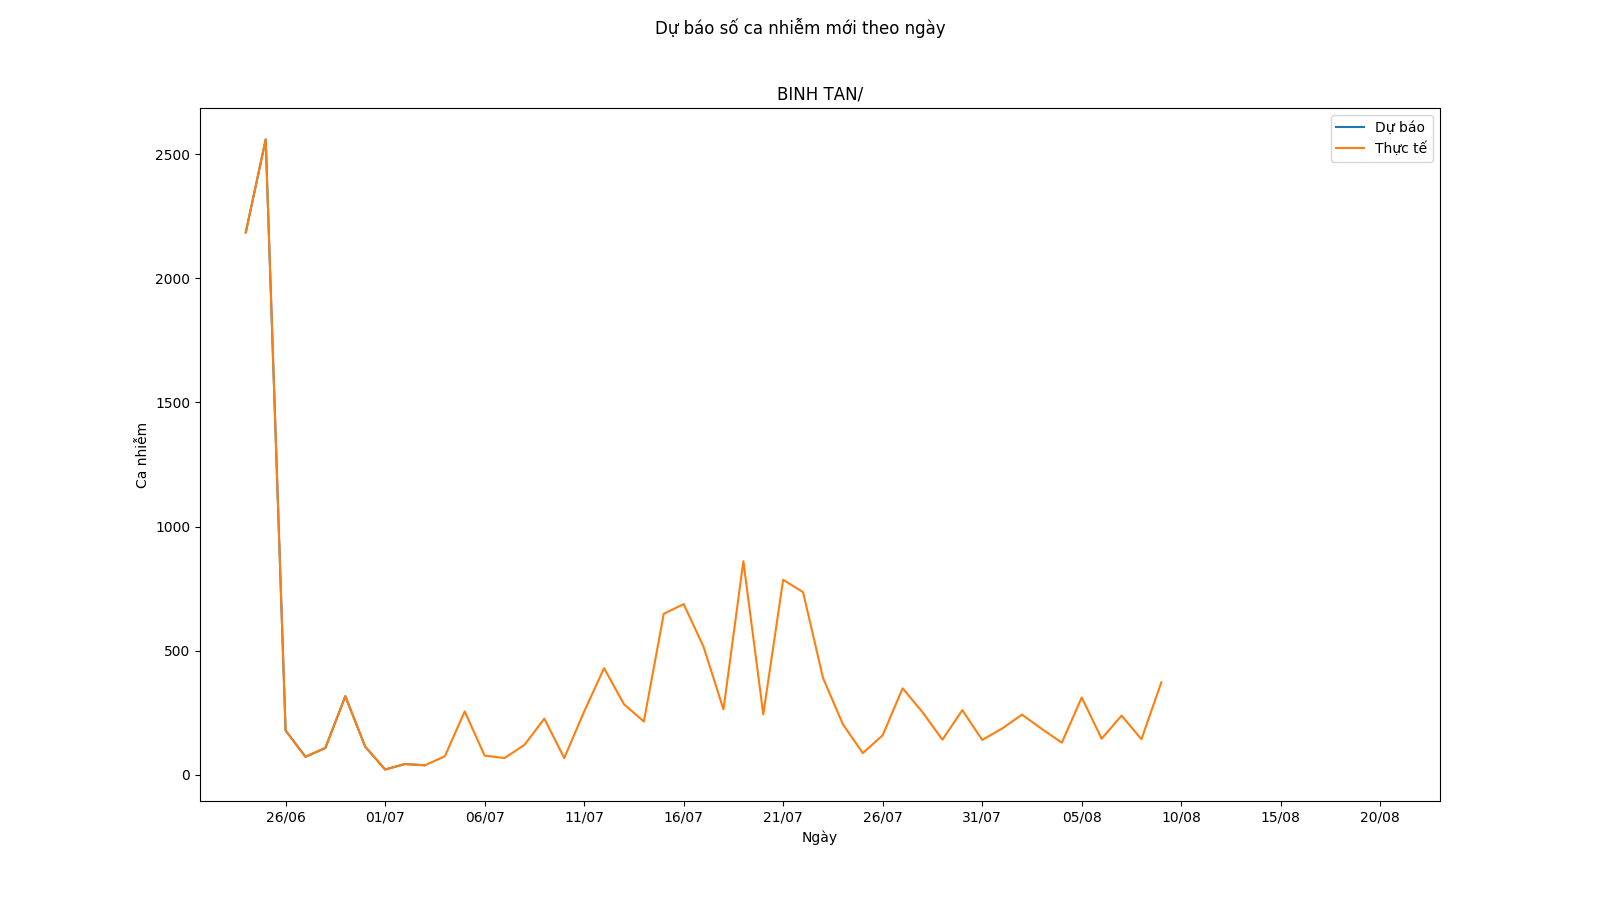 Dự báo số ca nhiễm mới theo ngày
BINH TAN/
Dự báo
Thực tế
2500
2000
1500
1000
500
0
Ca nhiễm
26/06 01/07 06/07 11/07 16/07 21/07 26/07 31/07 05/08 10/08 15/08 20/08
Ngày